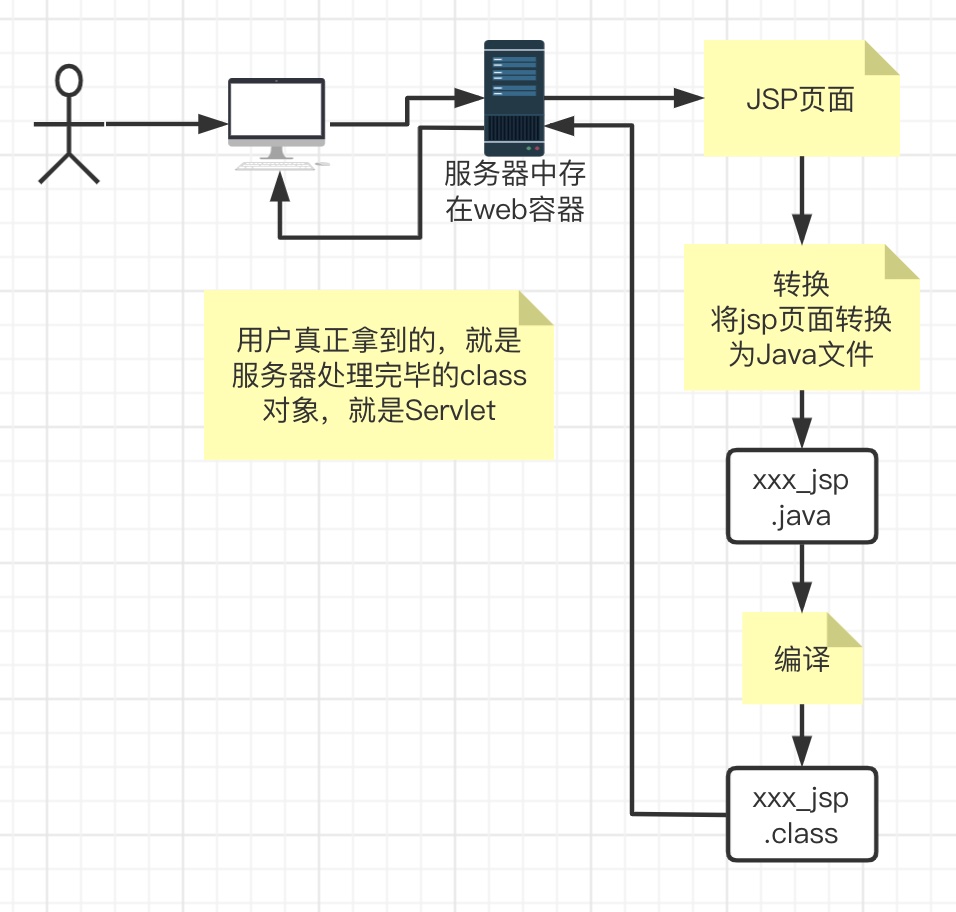 JSP页面
服务器中存
在web容器
转换
将jsp页面转换
为Java文件
用户真正拿到的，就是
服务器处理完毕的class
对象，就是Servlet
xxx_jsp
.java
编译
xxx_jsp
.class